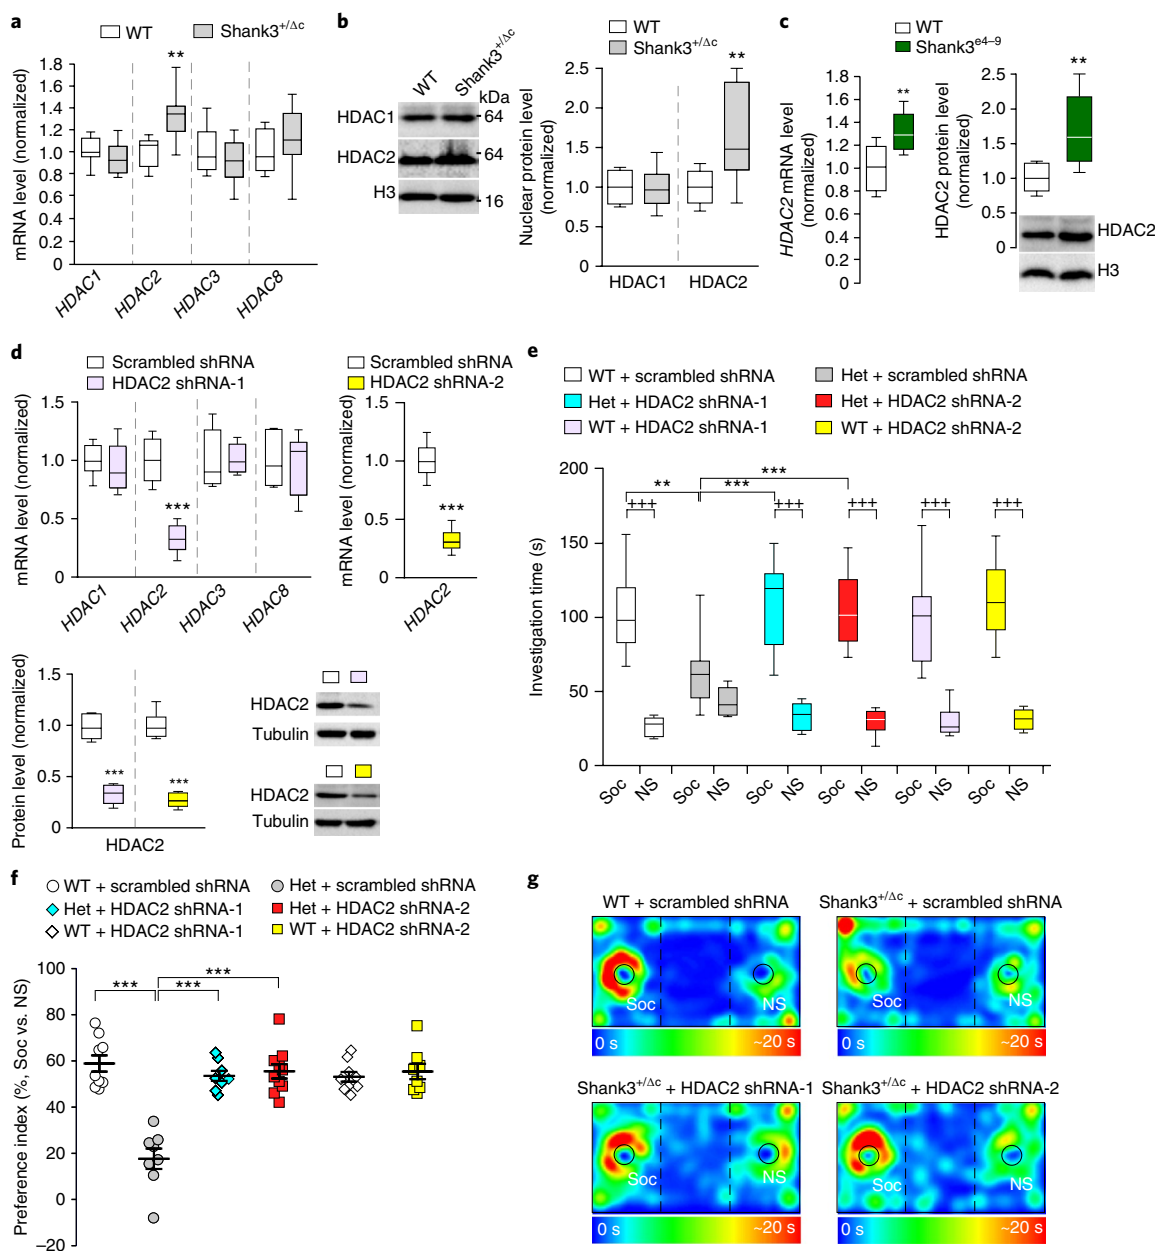 a
WT
Shank3+/Δc
mRNA level (normalized)
1.8
1.6
1.4
1.2
1.0
0.8
0.6
0.4
0.2
0
**
HDAC1
HDAC2
HDAC3
HDAC8
b
WT
Shank3+/Δc
kDa
HDAC1
64
HDAC2
64
H3
16
WT
Shank3+/Δc
Nuclear protein level
(normalized)
2.5
2.0
1.5
1.0
0.5
0
**
HDAC1
HDAC2
c
WT
Shank3e4–9
HDAC2 mRNA level
(normalized)
1.8
1.6
1.4
1.2
1.0
0.8
0.6
0.4
0.2
0
**
HDAC2 protein level
(normalized)
2.5
2.0
1.5
1.0
0.5
0
**
HDAC2
H3
d
Scrambled shRNA
HDAC2 shRNA-1
mRNA level (normalized)
1.5
1.0
0.5
0
***
HDAC1
HDAC2
HDAC3
HDAC8
Scrambled shRNA
HDAC2 shRNA-2
mRNA level (normalized)
1.5
1.0
0.5
0
***
HDAC2
Protein level (normalized)
1.5
1.0
0.5
0
***
***
HDAC2
HDAC2
Tubulin
HDAC2
Tubulin
e
WT + scrambled shRNA
Het + scrambled shRNA
Het + HDAC2 shRNA-1
Het + HDAC2 shRNA-2
WT + HDAC2 shRNA-1
WT + HDAC2 shRNA-2
Investigation time (s)
200
150
100
50
0
**
***
***
+++
+++
+++
+++
+++
Soc
NS
Soc
NS
Soc
NS
Soc
NS
Soc
NS
Soc
NS
f
WT + scrambled shRNA
Het + scrambled shRNA
Het + HDAC2 shRNA-1
Het + HDAC2 shRNA-2
WT + HDAC2 shRNA-1
WT + HDAC2 shRNA-2
Preference index (%, Soc vs. NS)
100
80
60
40
20
0
–20
***
***
***
g
WT + scrambled shRNA
Soc
NS
0 s
~20 s
Shank3+/Δc + scrambled shRNA
Soc
NS
0 s
~20 s
Shank3+/Δc + HDAC2 shRNA-1
Soc
NS
0 s
~20 s
Shank3+/Δc + HDAC2 shRNA-2
Soc
NS
0 s
~20 s